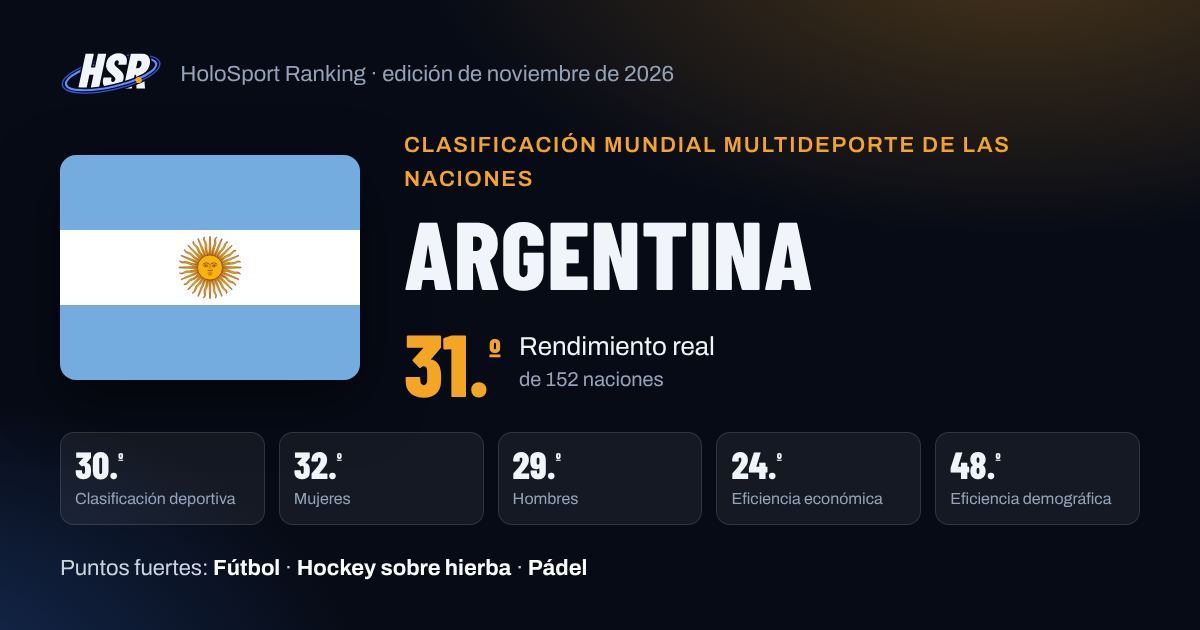 HSR
HoloSport Ranking · edición de noviembre de 2026
CLASIFICACIÓN MUNDIAL MULTIDEPORTE DE LAS
NACIONES
ARGENTINA
31.º
Rendimiento real
de 152 naciones
30.º
Clasificación deportiva
32.º
Mujeres
29.º
Hombres
24.º
Eficiencia económica
48.º
Eficiencia demográfica
Puntos fuertes: Fútbol · Hockey sobre hierba · Pádel